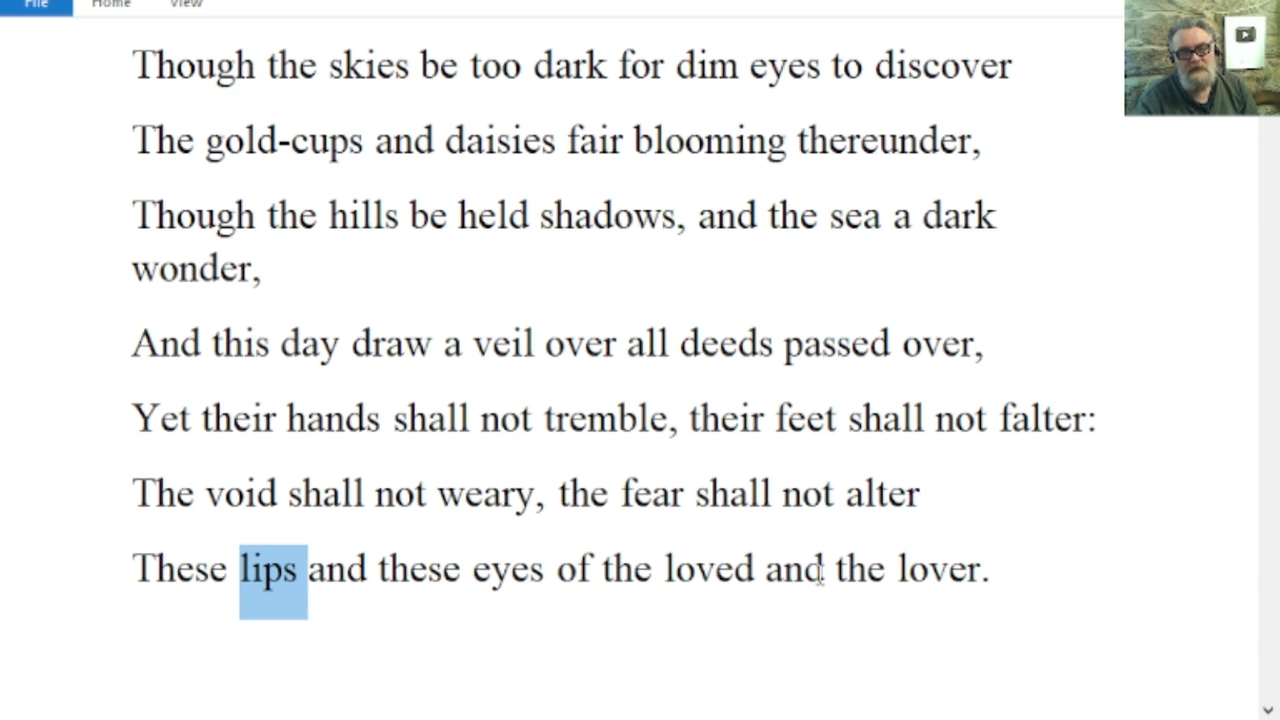 File Home View
Though the skies be too dark for dim eyes to discover
The gold-cups and daisies fair blooming thereunder,
Though the hills be held shadows, and the sea a dark
wonder,
And this day draw a veil over all deeds passed over,
Yet their hands shall not tremble, their feet shall not falter:
The void shall not weary, the fear shall not alter
These lips and these eyes of the loved and the lover.